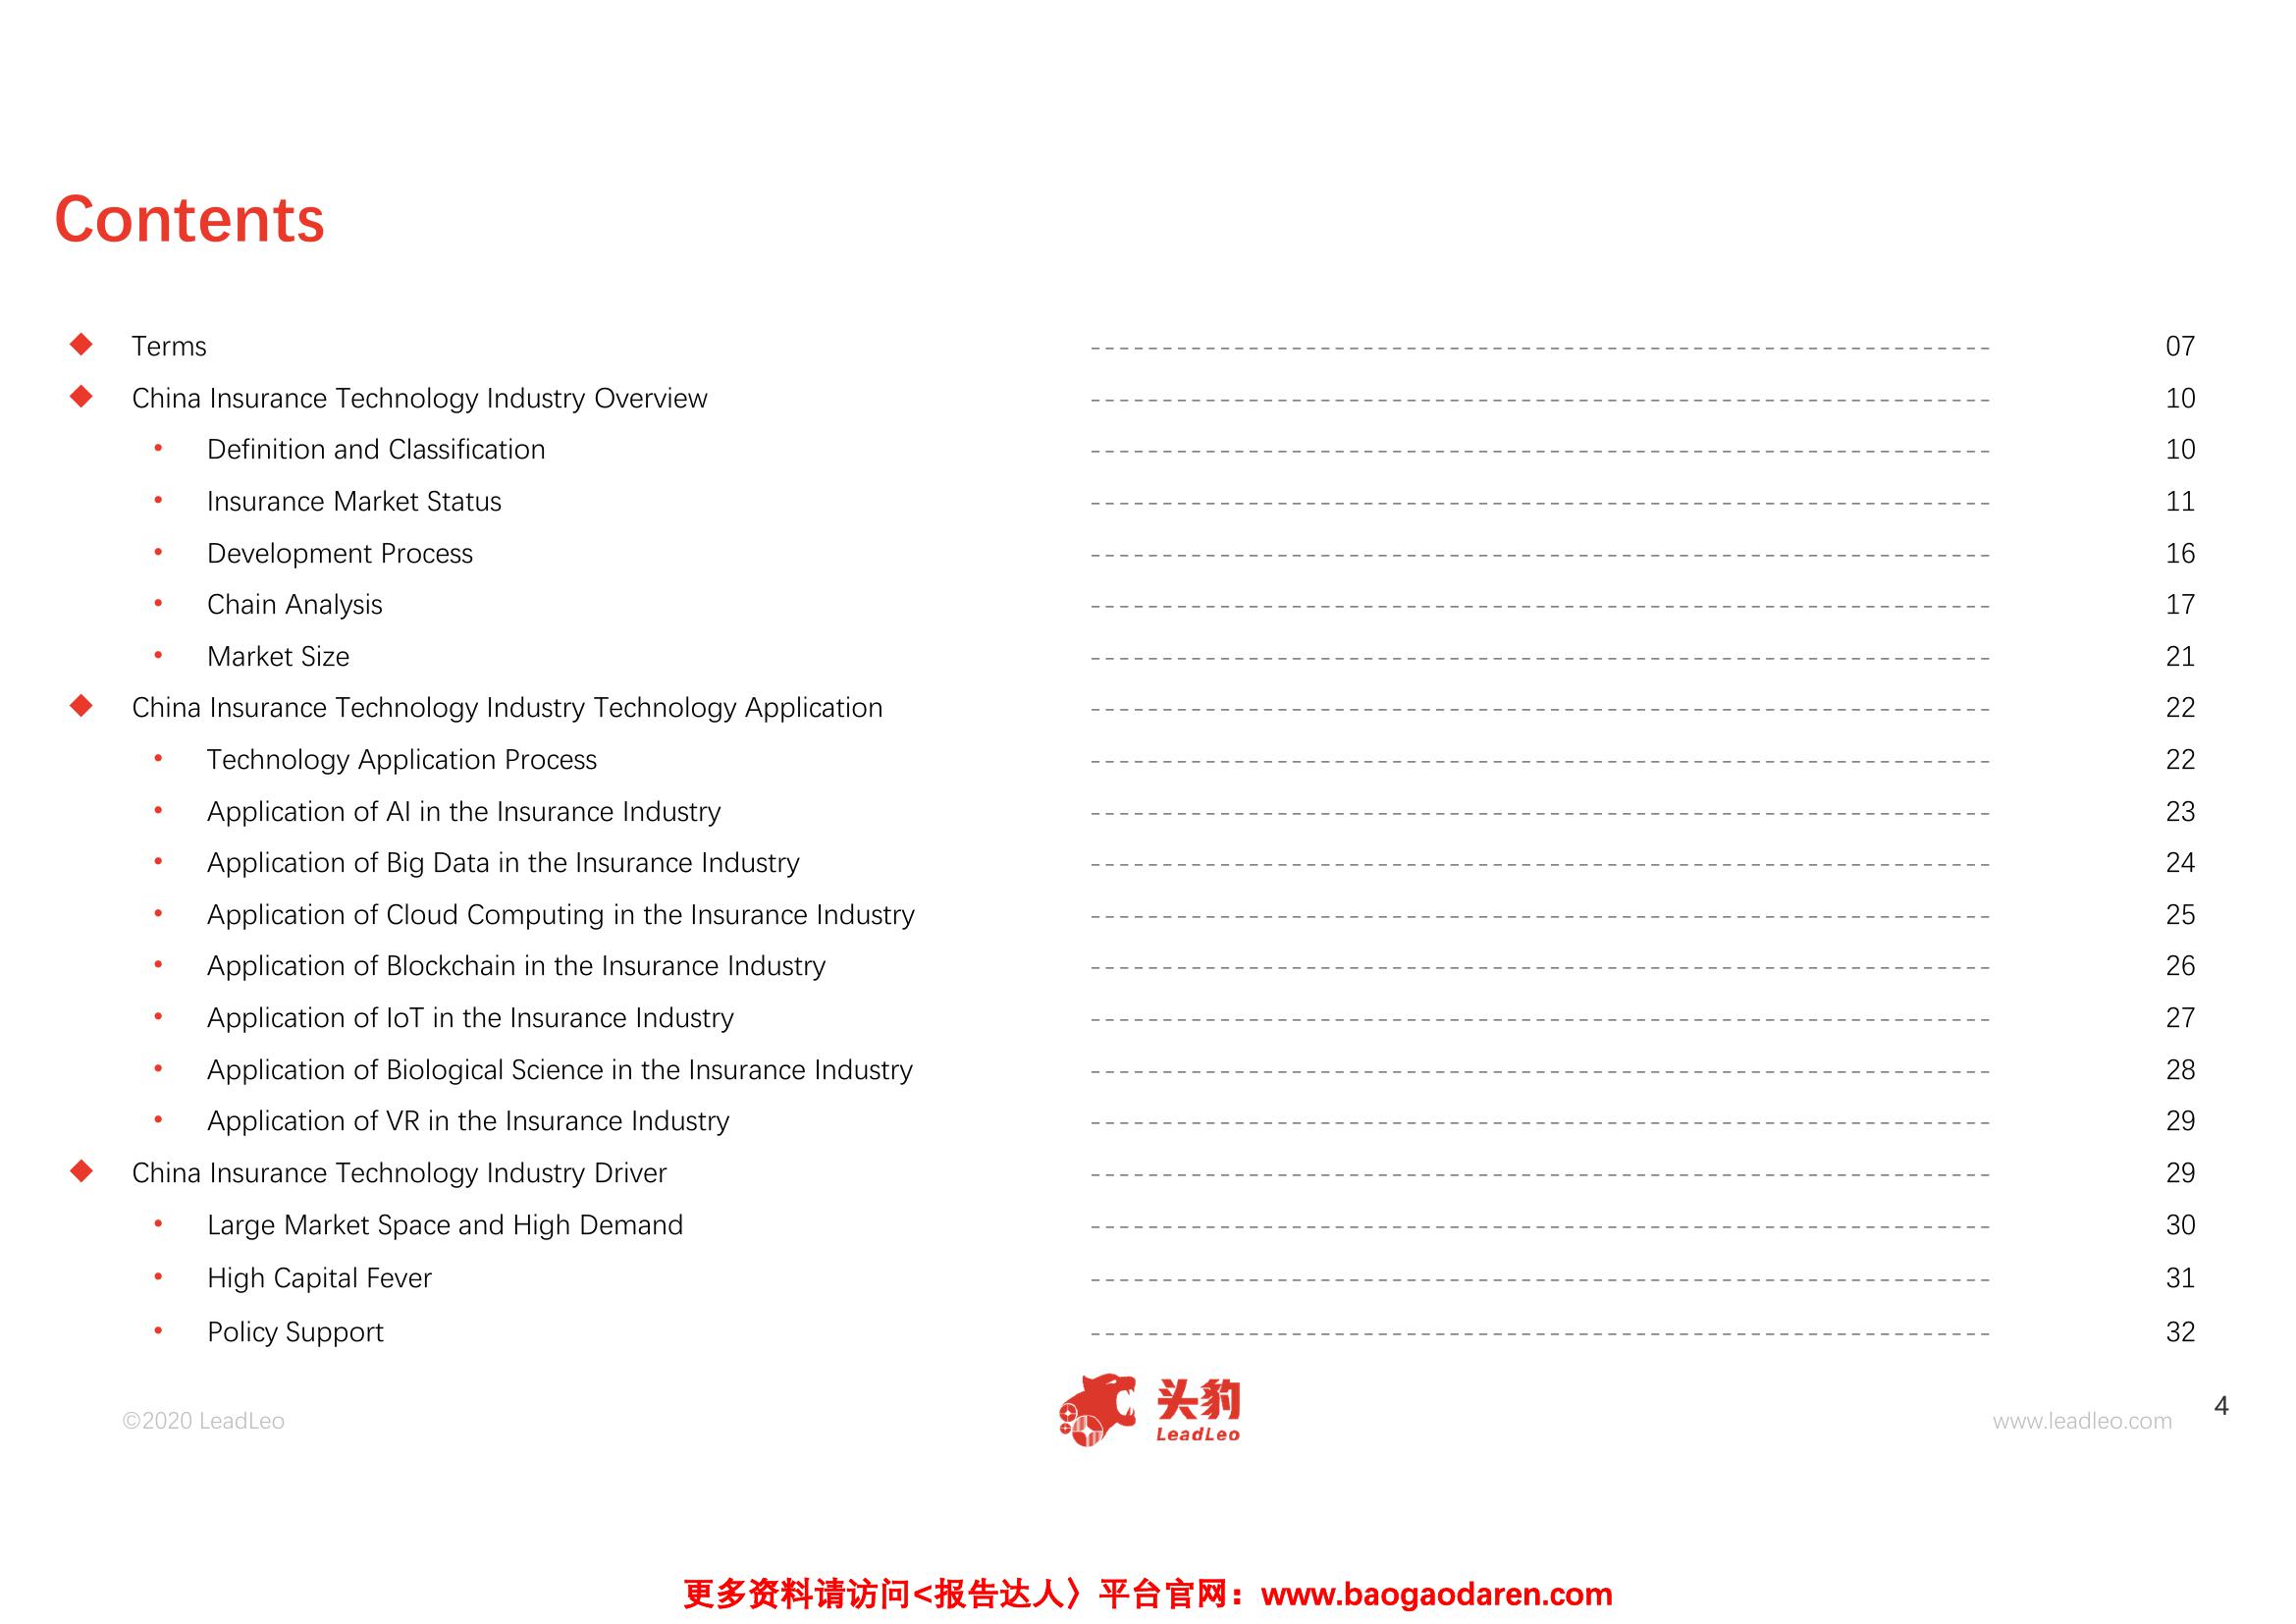 Contents
◆ Terms ------------------------------------------------------------ 07
◆ China Insurance Technology Industry Overview ------------------------------------------------------------ 10
• Definition and Classification ------------------------------------------------------------ 10
• Insurance Market Status ------------------------------------------------------------ 11
• Development Process ------------------------------------------------------------ 16
• Chain Analysis ------------------------------------------------------------ 17
• Market Size ------------------------------------------------------------ 21
◆ China Insurance Technology Industry Technology Application ------------------------------------------------------------ 22
• Technology Application Process ------------------------------------------------------------ 22
• Application of AI in the Insurance Industry ------------------------------------------------------------ 23
• Application of Big Data in the Insurance Industry ------------------------------------------------------------ 24
• Application of Cloud Computing in the Insurance Industry ------------------------------------------------------------ 25
• Application of Blockchain in the Insurance Industry ------------------------------------------------------------ 26
• Application of IoT in the Insurance Industry ------------------------------------------------------------ 27
• Application of Biological Science in the Insurance Industry ------------------------------------------------------------ 28
• Application of VR in the Insurance Industry ------------------------------------------------------------ 29
◆ China Insurance Technology Industry Driver ------------------------------------------------------------ 29
• Large Market Space and High Demand ------------------------------------------------------------ 30
• High Capital Fever ------------------------------------------------------------ 31
• Policy Support ------------------------------------------------------------ 32
©2020 LeadLeo
头豹
LeadLeo
www.leadleo.com
4
更多资料请访问<报告达人〉平台官网：www.baogaodaren.com